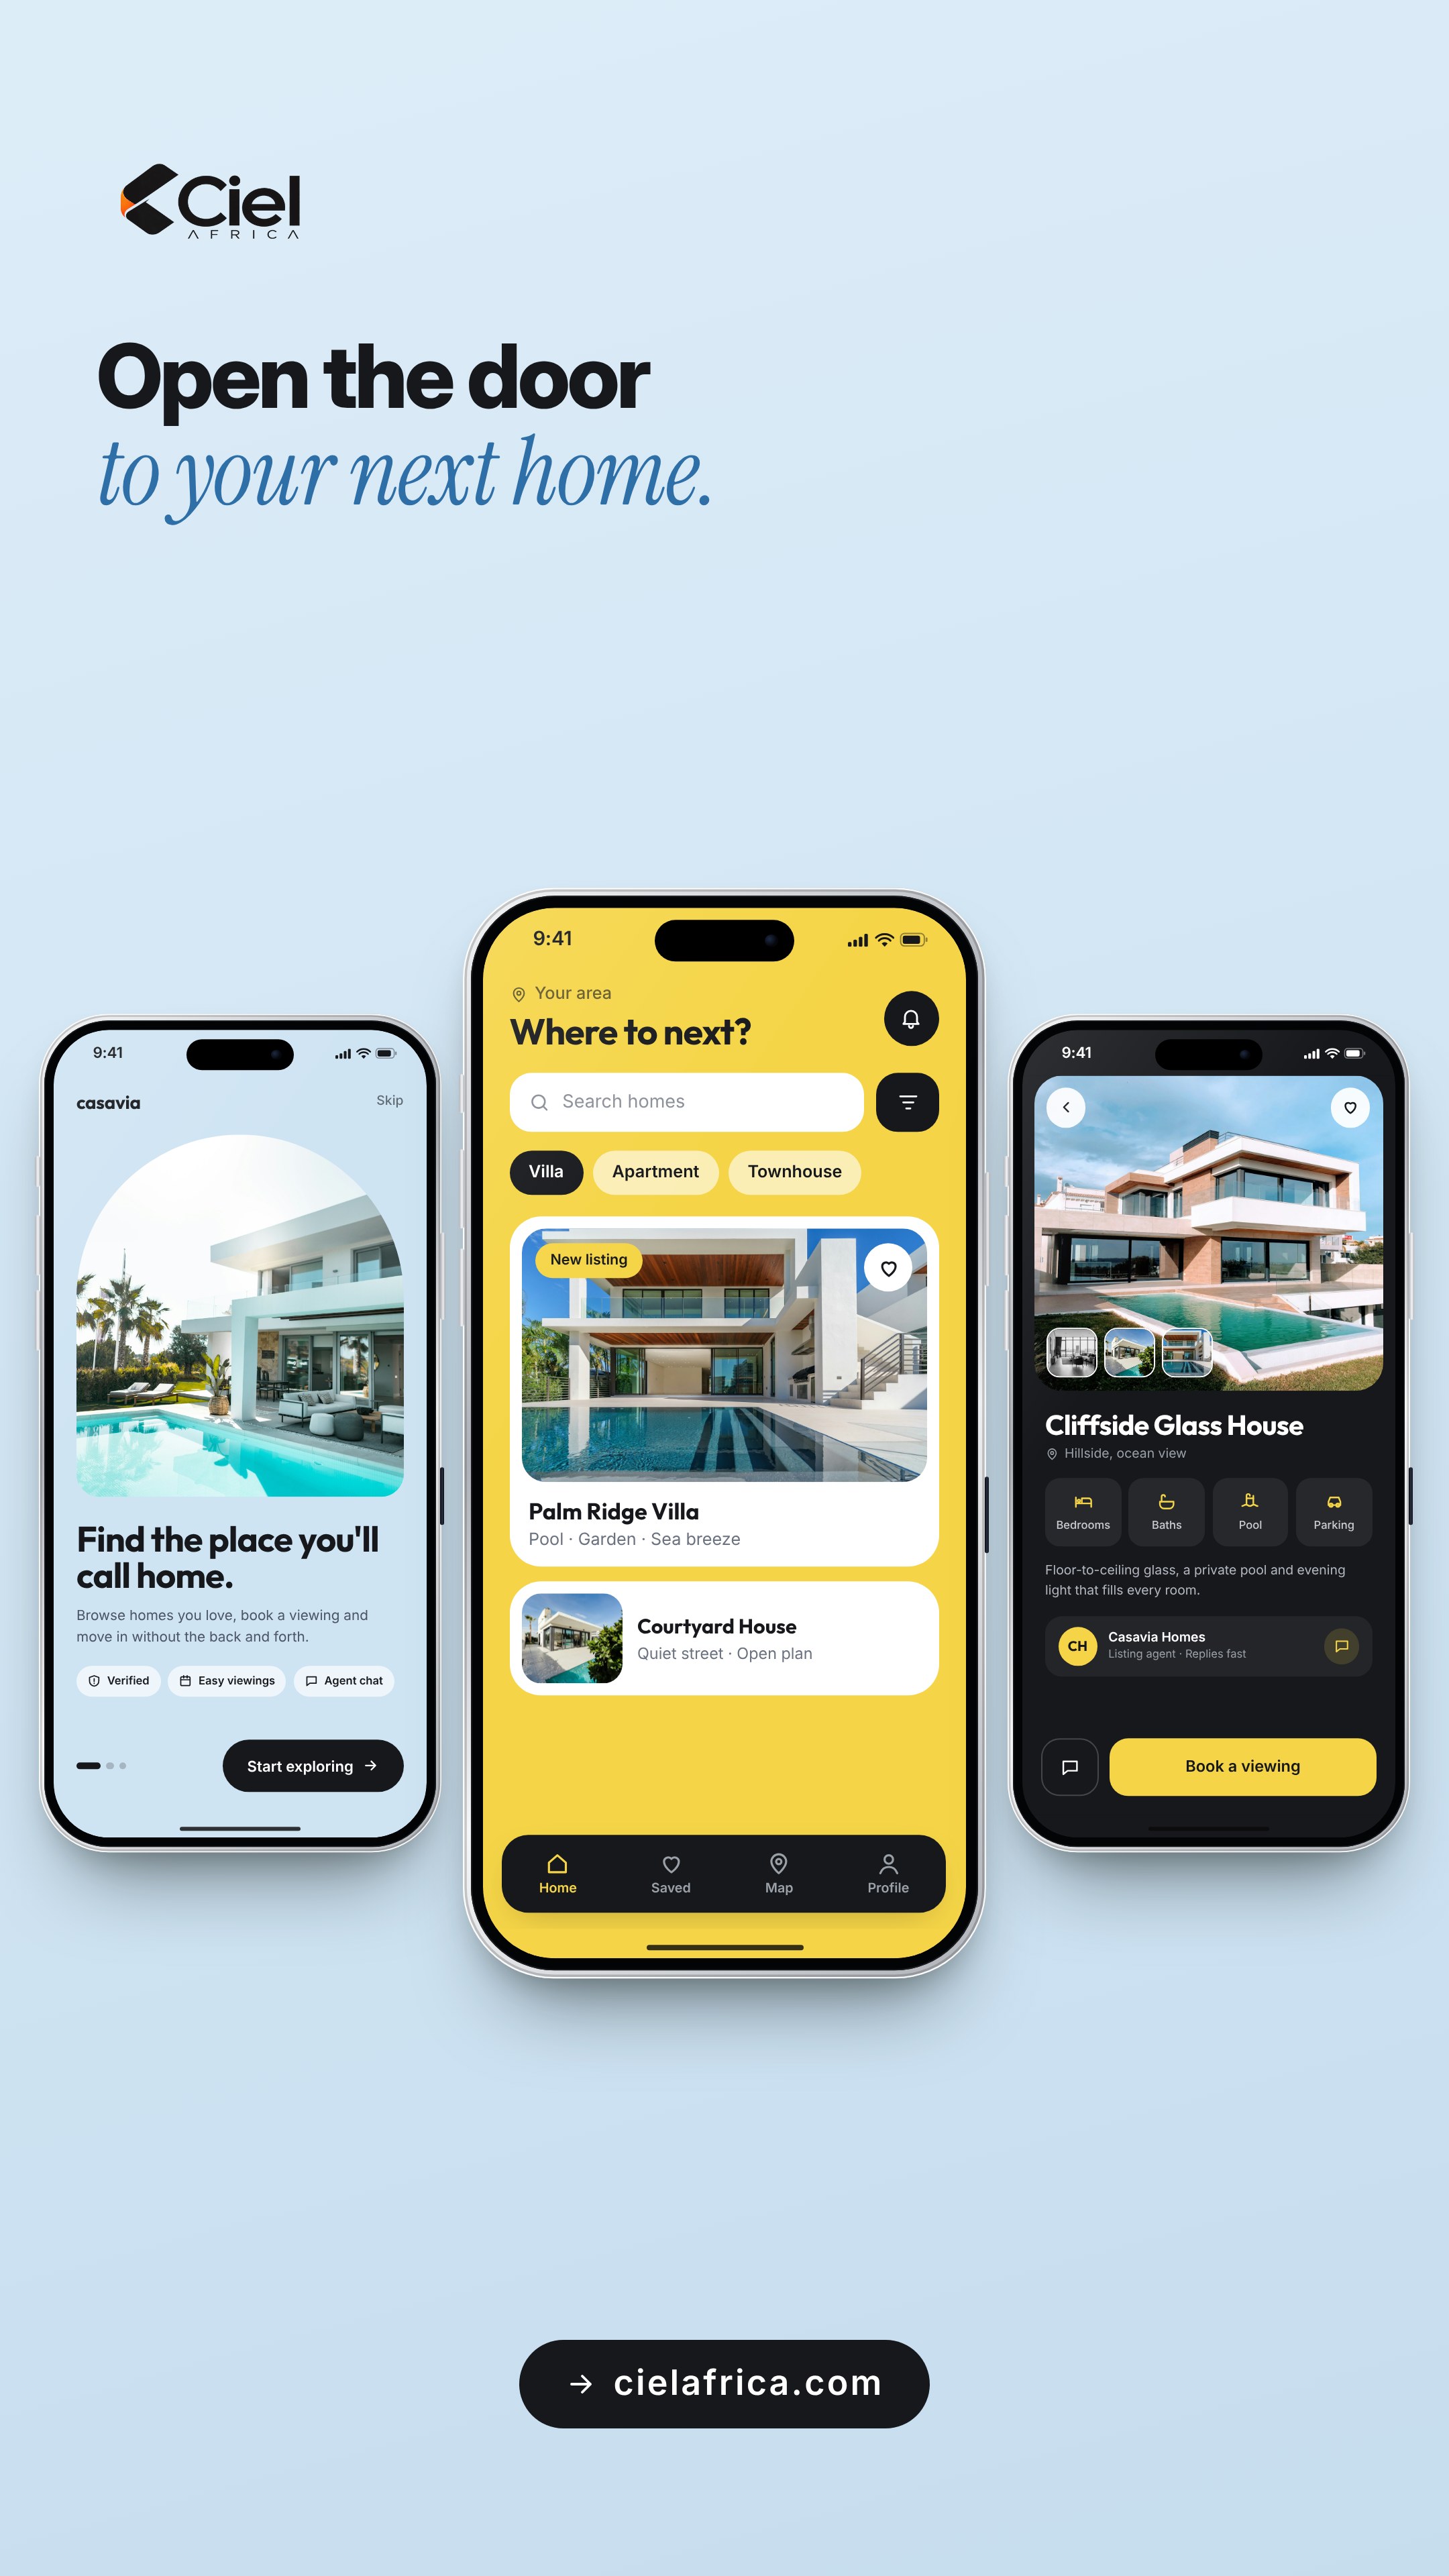 Ciel
AFRICA
Open the door
to your next home.
9:41
casavia
Skip
Find the place you'll
call home.
Browse homes you love, book a viewing and
move in without the back and forth.
Verified
Easy viewings
Agent chat
Start exploring
9:41
Your area
Where to next?
Search homes
Villa
Apartment
Townhouse
New listing
Palm Ridge Villa
Pool · Garden · Sea breeze
Courtyard House
Quiet street · Open plan
Home
Saved
Map
Profile
9:41
Cliffside Glass House
Hillside, ocean view
Bedrooms
Baths
Pool
Parking
Floor-to-ceiling glass, a private pool and evening
light that fills every room.
CH
Casavia Homes
Listing agent · Replies fast
Book a viewing
→ cielafrica.com